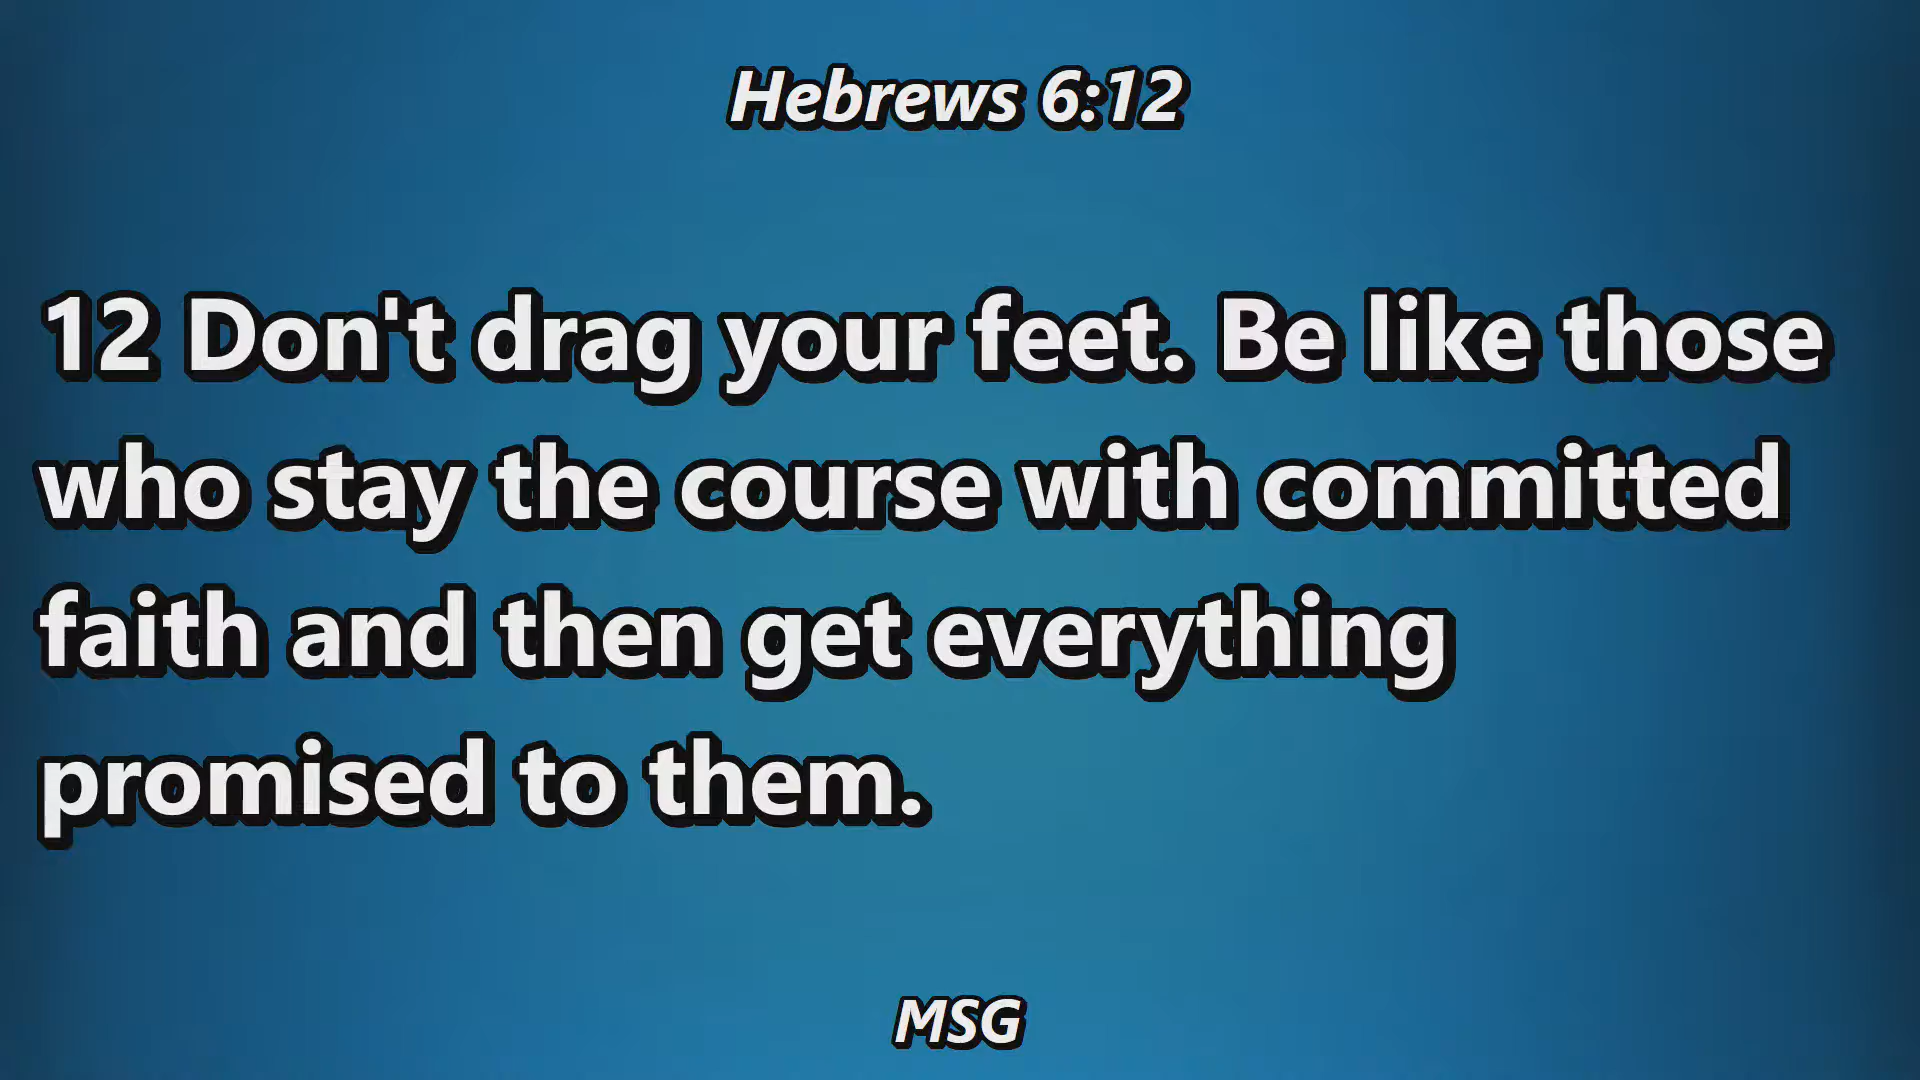 Hebrews 6:12
12 Don't drag your feet. Be like those
who stay the course with committed
faith and then get everything
promised to them.
MSG